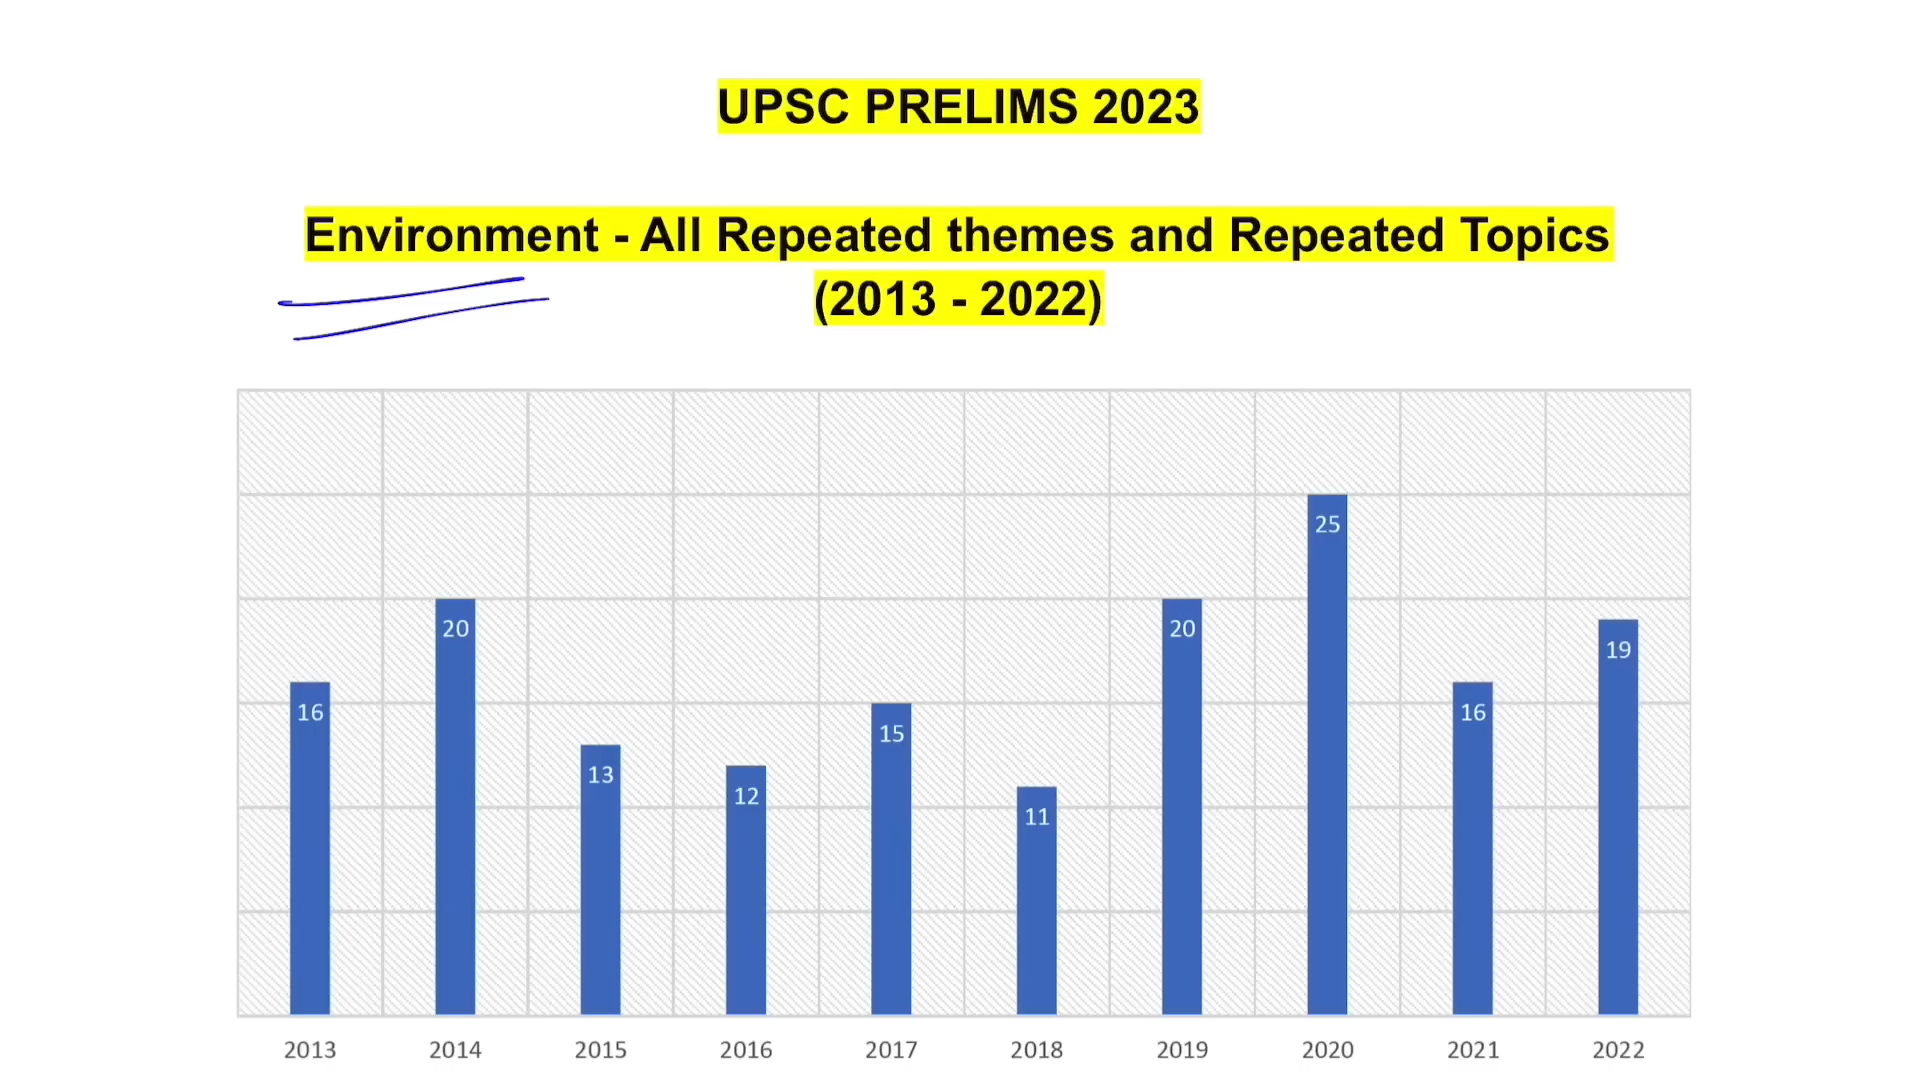 UPSC PRELIMS 2023
Environment - All Repeated themes and Repeated Topics
(2013 - 2022)
16
20
13
12
15
11
20
25
16
19
2013 2014 2015 2016 2017 2018 2019 2020 2021 2022